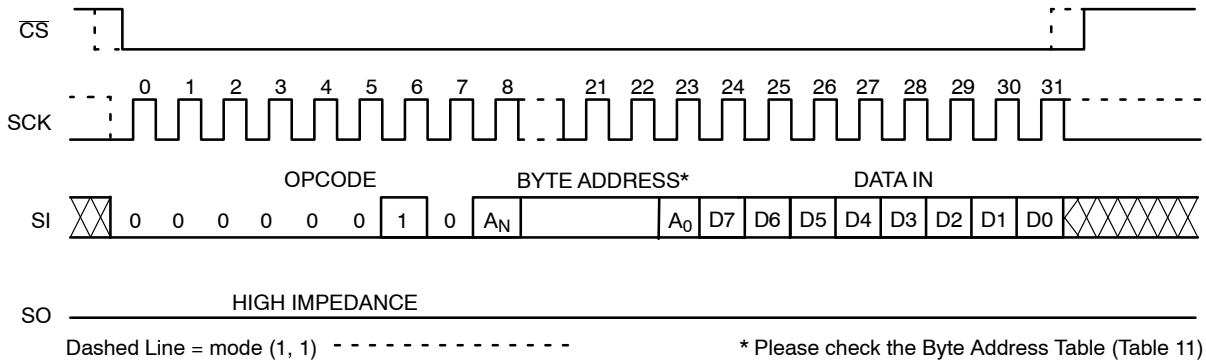 CS
0 1 2 3 4 5 6 7 8 21 22 23 24 25 26 27 28 29 30 31
SCK
OPCODE BYTE ADDRESS* DATA IN
SI 0 0 0 0 0 0 1 0 AN A0 D7 D6 D5 D4 D3 D2 D1 D0
HIGH IMPEDANCE
SO
Dashed Line = mode (1, 1) * Please check the Byte Address Table (Table 11)